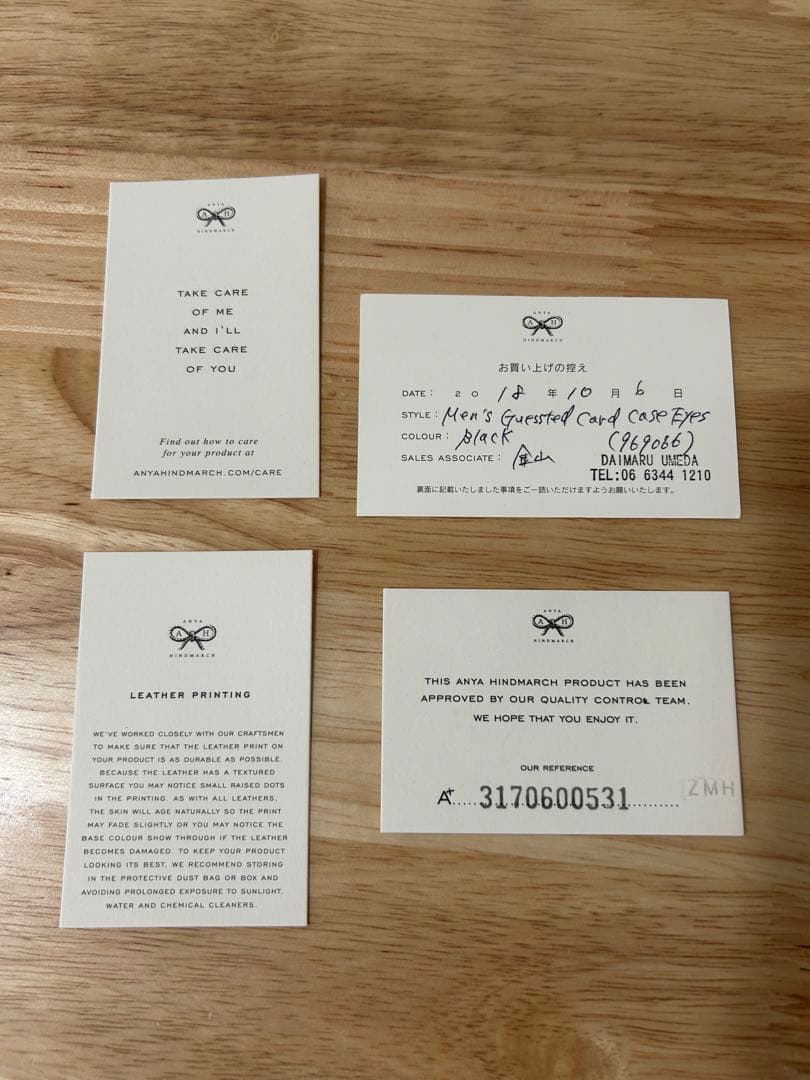 ANYA
A H
HINDMARCH
TAKE CARE
OF ME
AND I'LL
TAKE CARE
OF YOU
Find out how to care
for your product at
ANYAHINDMARCH.COM/CARE
ANYA
A H
HINDMARCH
お買い上げの控え
DATE: 2018年10月6日
STYLE: Men's Guessted Card Case Eyes
COLOUR: Black (969066)
SALES ASSOCIATE: 山
DAIMARU UMEDA
TEL:06 6344 1210
裏面に記載いたしました事項をご一読いただけますようお願いいたします。
ANYA
A H
HINDMARCH
LEATHER PRINTING
WE'VE WORKED CLOSELY WITH OUR CRAFTSMEN
TO MAKE SURE THAT THE LEATHER PRINT ON
YOUR PRODUCT IS AS DURABLE AS POSSIBLE.
BECAUSE THE LEATHER HAS A TEXTURED
SURFACE YOU MAY NOTICE SMALL RAISED DOTS
IN THE PRINTING. AS WITH ALL LEATHERS,
THE SKIN WILL AGE NATURALLY SO THE PRINT
MAY FADE SLIGHTLY OR YOU MAY NOTICE THE
BASE COLOUR SHOW THROUGH IF THE LEATHER
BECOMES DAMAGED. TO KEEP YOUR PRODUCT
LOOKING ITS BEST, WE RECOMMEND STORING
IN THE PROTECTIVE DUST BAG OR BOX AND
AVOIDING PROLONGED EXPOSURE TO SUNLIGHT,
WATER AND CHEMICAL CLEANERS.
ANYA
A H
HINDMARCH
THIS ANYA HINDMARCH PRODUCT HAS BEEN
APPROVED BY OUR QUALITY CONTROL TEAM.
WE HOPE THAT YOU ENJOY IT.
OUR REFERENCE
A+.....3170600531........... ZMH